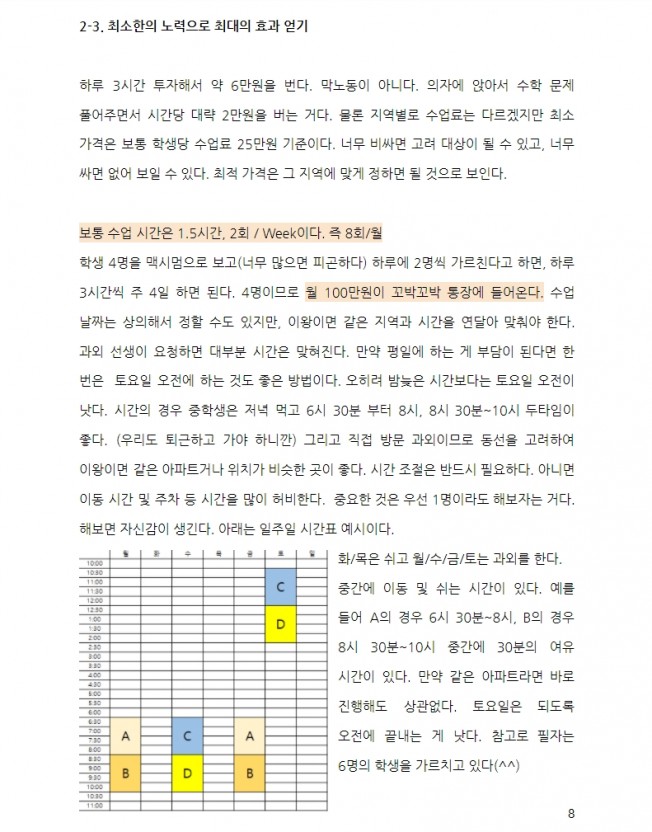 2-3. 최소한의 노력으로 최대의 효과 얻기
하루 3시간 투자해서 약 6만원을 번다. 막노동이 아니다. 의자에 앉아서 수학 문제
풀어주면서 시간당 대략 2만원을 버는 거다. 물론 지역별로 수업료는 다르겠지만 최소
가격은 보통 학생당 수업료 25만원 기준이다. 너무 비싸면 고려 대상이 될 수 있고, 너무
싸면 없어 보일 수 있다. 최적 가격은 그 지역에 맞게 정하면 될 것으로 보인다.
보통 수업 시간은 1.5시간, 2회 / Week이다. 즉 8회/월
학생 4명을 맥시멈으로 보고(너무 많으면 피곤하다) 하루에 2명씩 가르친다고 하면, 하루
3시간씩 주 4일 하면 된다. 4명이므로 월 100만원이 꼬박꼬박 통장에 들어온다. 수업
날짜는 상의해서 정할 수도 있지만, 이왕이면 같은 지역과 시간을 연달아 맞춰야 한다.
과외 선생이 요청하면 대부분 시간은 맞춰진다. 만약 평일에 하는 게 부담이 된다면 한
번은 토요일 오전에 하는 것도 좋은 방법이다. 오히려 밤늦은 시간보다는 토요일 오전이
낫다. 시간의 경우 중학생은 저녁 먹고 6시 30분 부터 8시, 8시 30분~10시 두타임이
좋다. (우리도 퇴근하고 가야 하니깐) 그리고 직접 방문 과외이므로 동선을 고려하여
이왕이면 같은 아파트거나 위치가 비슷한 곳이 좋다. 시간 조절은 반드시 필요하다. 아니면
이동 시간 및 주차 등 시간을 많이 허비한다. 중요한 것은 우선 1명이라도 해보자는 거다.
해보면 자신감이 생긴다. 아래는 일주일 시간표 예시이다.
월 화 수 목 금 토 일
10:00
10:30
11:00
11:30
12:00
12:30
1:00
1:30
2:00
2:30
3:00
3:30
4:00
4:30
5:00
5:30
6:00
6:30
7:00
7:30
8:00
8:30
9:00
9:30
10:00
10:30
11:00
C
D
A C A
B D B
화/목은 쉬고 월/수/금/토는 과외를 한다.
중간에 이동 및 쉬는 시간이 있다. 예를
들어 A의 경우 6시 30분~8시, B의 경우
8시 30분~10시 중간에 30분의 여유
시간이 있다. 만약 같은 아파트라면 바로
진행해도 상관없다. 토요일은 되도록
오전에 끝내는 게 낫다. 참고로 필자는
6명의 학생을 가르치고 있다(^^)
8